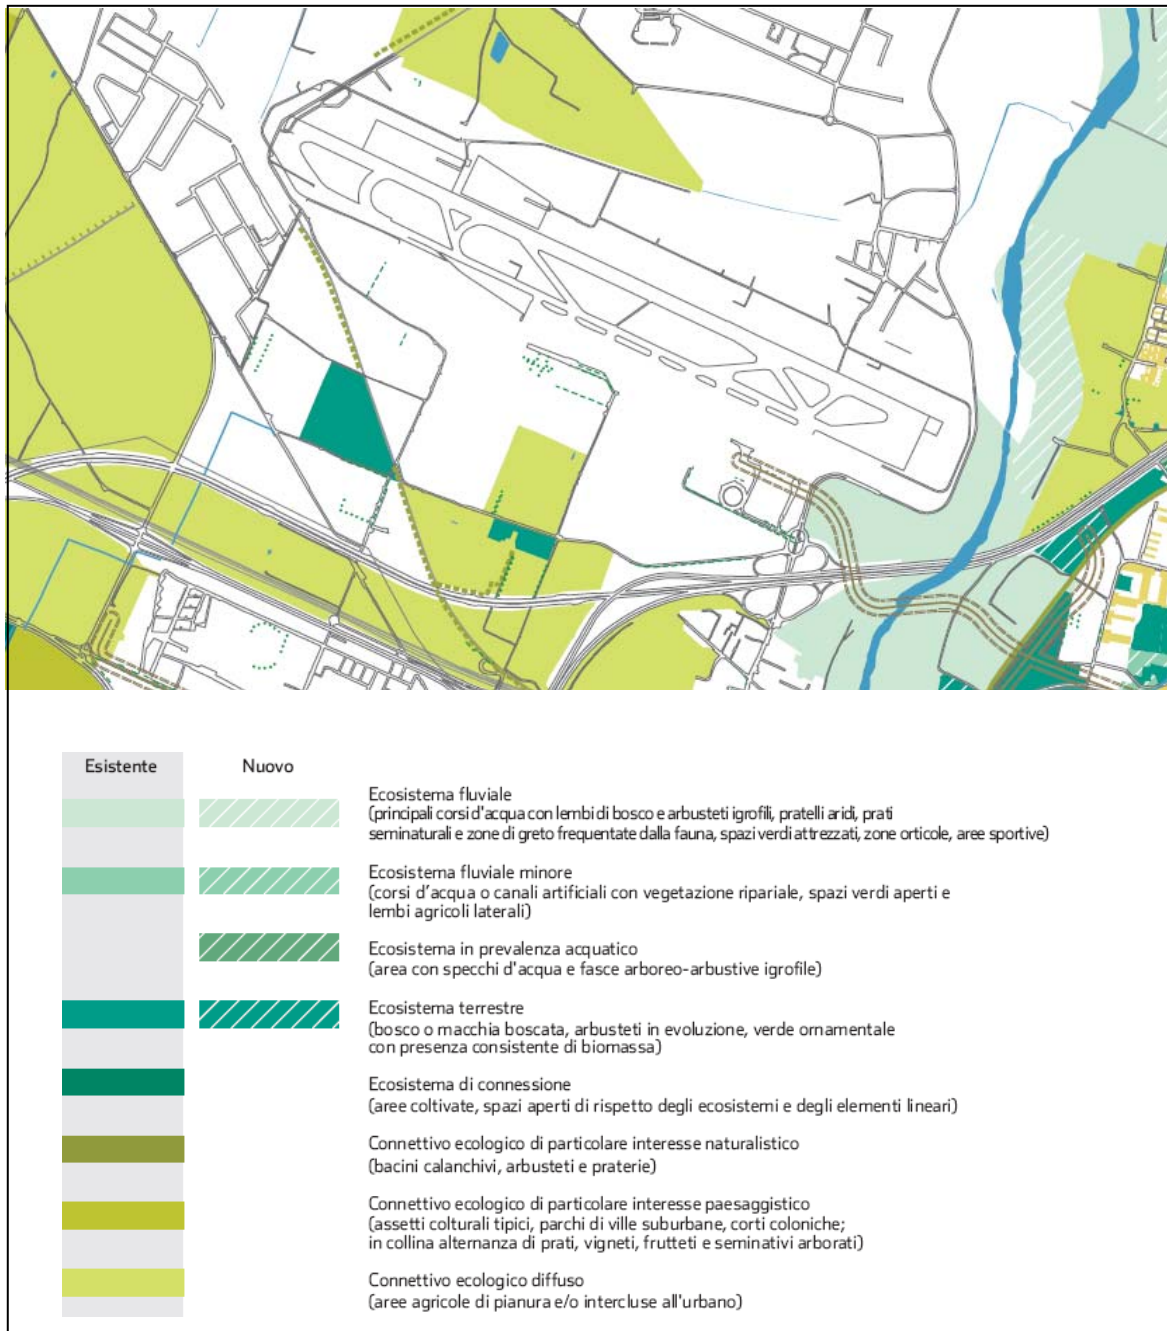 Esistente
Nuovo
Ecosistema fluviale
(principali corsi d'acqua con lembi di bosco e arbusteti igrofili, pratelli aridi, prati
seminaturali e zone di greto frequentate dalla fauna, spazi verdi attrezzati, zone orticole, aree sportive)
Ecosistema fluviale minore
(corsi d'acqua o canali artificiali con vegetazione ripariale, spazi verdi aperti e
lembi agricoli laterali)
Ecosistema in prevalenza acquatico
(area con specchi d'acqua e fasce arboreo-arbustive igrofile)
Ecosistema terrestre
(bosco o macchia boscata, arbusteti in evoluzione, verde ornamentale
con presenza consistente di biomassa)
Ecosistema di connessione
(aree coltivate, spazi aperti di rispetto degli ecosistemi e degli elementi lineari)
Connettivo ecologico di particolare interesse naturalistico
(bacini calanchivi, arbusteti e praterie)
Connettivo ecologico di particolare interesse paesaggistico
(assetti colturali tipici, parchi di ville suburbane, corti coloniche;
in collina alternanza di prati, vigneti, frutteti e seminativi arborati)
Connettivo ecologico diffuso
(aree agricole di pianura e/o intercluse all'urbano)